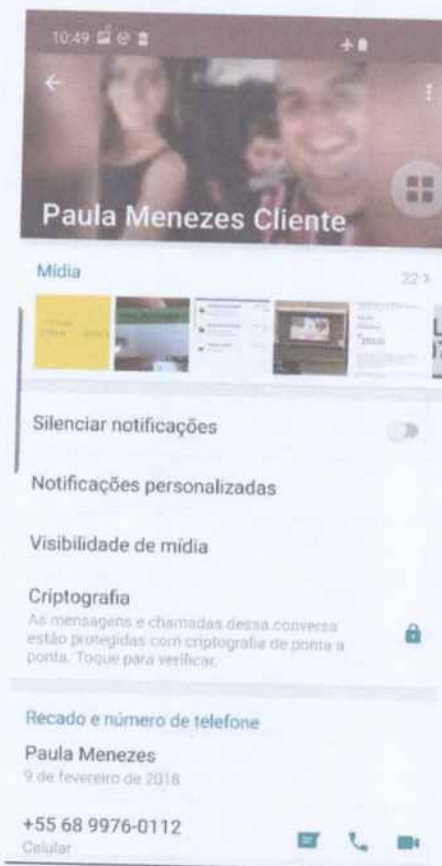 10:49
Paula Menezes Cliente
Mídia
22 >
Silenciar notificações
Notificações personalizadas
Visibilidade de mídia
Criptografia
As mensagens e chamadas dessa conversa
estão protegidas com criptografia de ponta a
ponta. Toque para verificar.
Recado e número de telefone
Paula Menezes
9 de fevereiro de 2018
+55 68 9976-0112
Celular